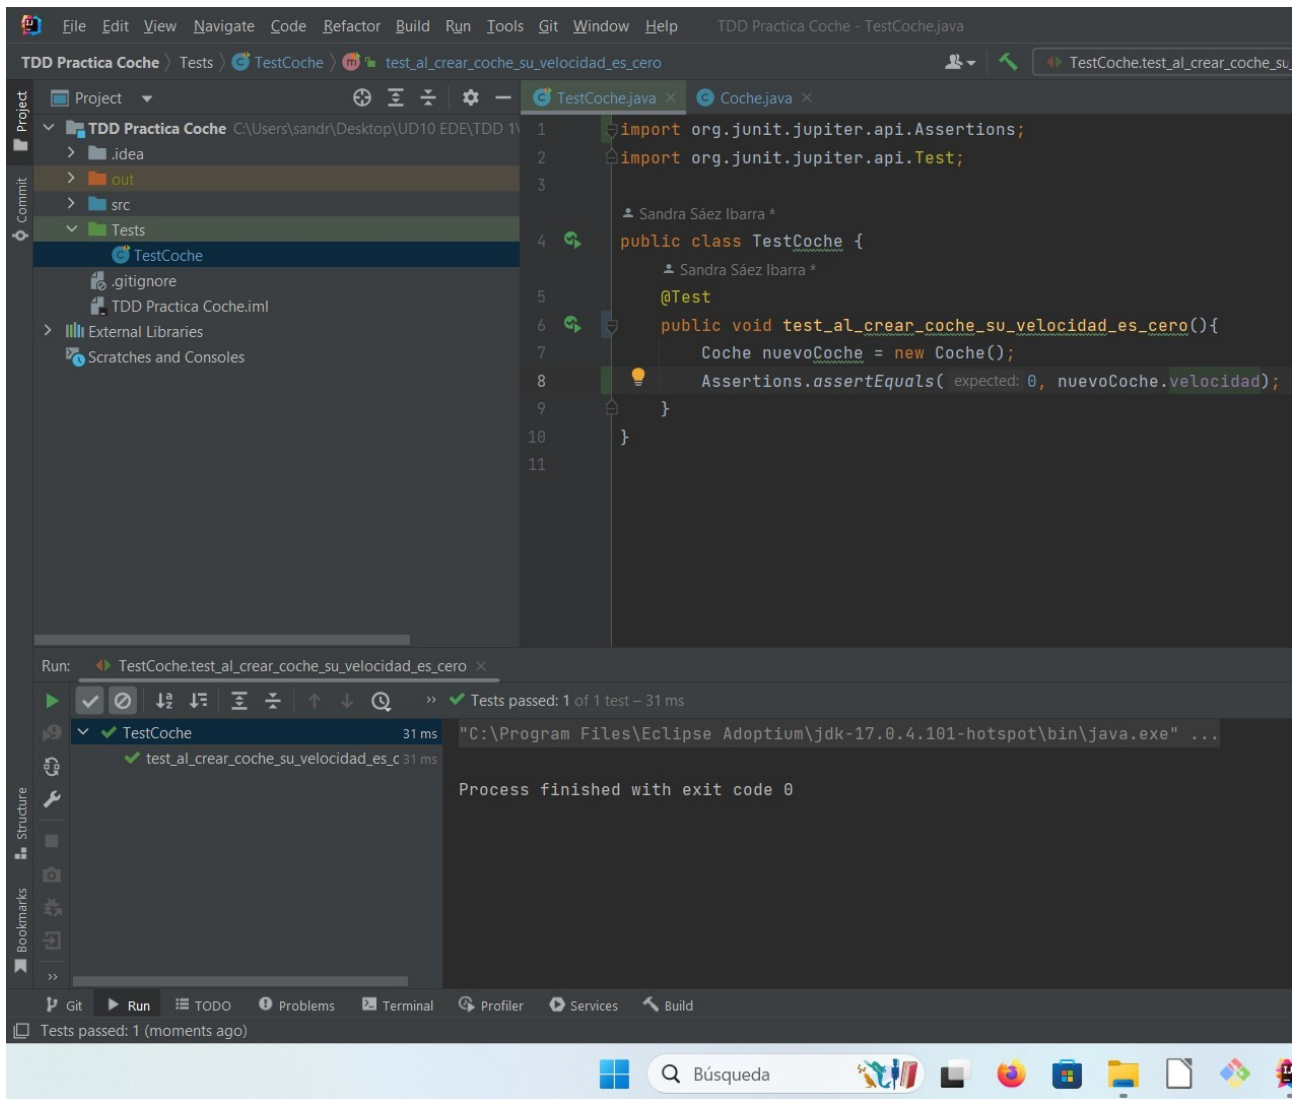 File Edit View Navigate Code Refactor Build Run Tools Git Window Help TDD Practica Coche - TestCoche.java
TDD Practica Coche Tests TestCoche test_al_crear_coche_su_velocidad_es_cero TestCoche.test_al_crear_coche_su_
Project
TestCoche.java Coche.java
TDD Practica Coche C:\Users\sandr\Desktop\UD10 EDE\TDD 1\
.idea
out
src
Tests
TestCoche
.gitignore
TDD Practica Coche.iml
External Libraries
Scratches and Consoles
1 import org.junit.jupiter.api.Assertions;
2 import org.junit.jupiter.api.Test;
3
Sandra Sáez Ibarra *
4 public class TestCoche {
Sandra Sáez Ibarra *
5 @Test
6 public void test_al_crear_coche_su_velocidad_es_cero(){
7 Coche nuevoCoche = new Coche();
8 Assertions.assertEquals( expected: 0, nuevoCoche.velocidad);
9 }
10 }
11
Project
Commit
Structure
Bookmarks
Run: TestCoche.test_al_crear_coche_su_velocidad_es_cero
Tests passed: 1 of 1 test – 31 ms
TestCoche 31 ms
test_al_crear_coche_su_velocidad_es_c 31 ms
"C:\Program Files\Eclipse Adoptium\jdk-17.0.4.101-hotspot\bin\java.exe" ...
Process finished with exit code 0
Git Run TODO Problems Terminal Profiler Services Build
Tests passed: 1 (moments ago)
Búsqueda